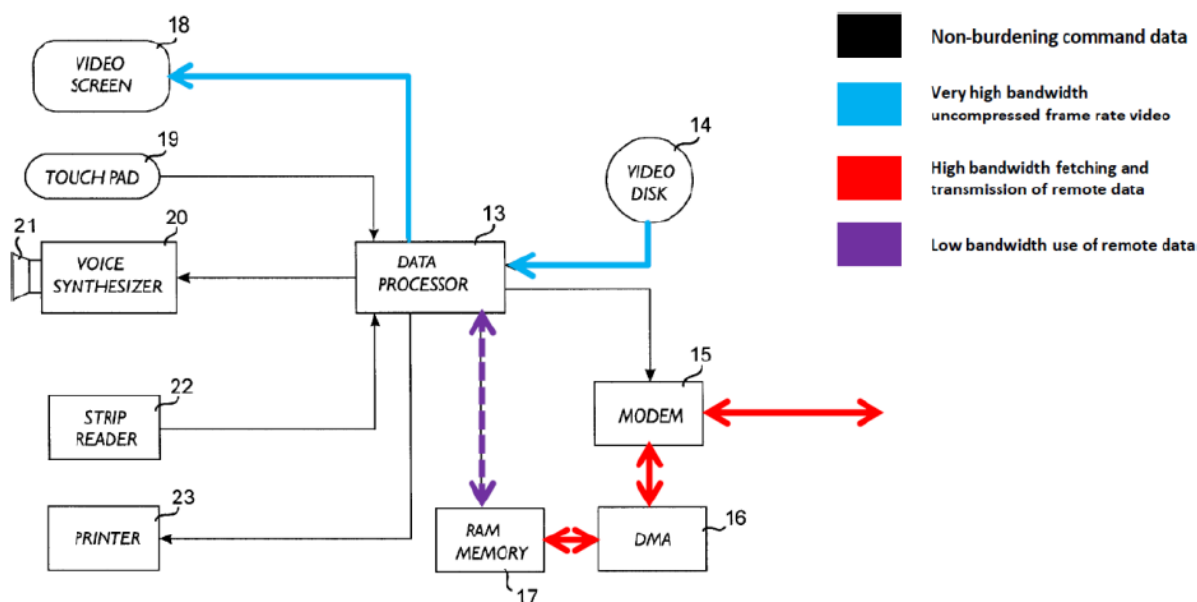 18
VIDEO
SCREEN
19
TOUCH PAD
21
20
VOICE
SYNTHESIZER
13
DATA
PROCESSOR
14
VIDEO
DISK
22
STRIP
READER
15
MODEM
23
PRINTER
RAM
MEMORY
17
DMA
16
Non-burdening command data
Very high bandwidth
uncompressed frame rate video
High bandwidth fetching and
transmission of remote data
Low bandwidth use of remote data